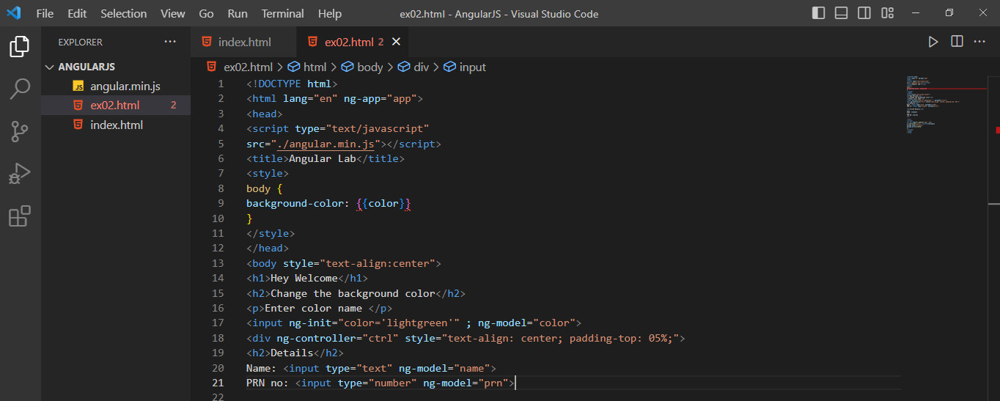 File Edit Selection View Go Run Terminal Help ex02.html - AngularJS - Visual Studio Code
EXPLORER ··· index.html ex02.html 2
ANGULARJS
JS angular.min.js
ex02.html 2
index.html
ex02.html > html > body > div > input
1 <!DOCTYPE html>
2 <html lang="en" ng-app="app">
3 <head>
4 <script type="text/javascript"
5 src="./angular.min.js"></script>
6 <title>Angular Lab</title>
7 <style>
8 body {
9 background-color: {{color}}
10 }
11 </style>
12 </head>
13 <body style="text-align:center">
14 <h1>Hey Welcome</h1>
15 <h2>Change the background color</h2>
16 <p>Enter color name </p>
17 <input ng-init="color='lightgreen'" ; ng-model="color">
18 <div ng-controller="ctrl" style="text-align: center; padding-top: 05%;">
19 <h2>Details</h2>
20 Name: <input type="text" ng-model="name">
21 PRN no: <input type="number" ng-model="prn">
22